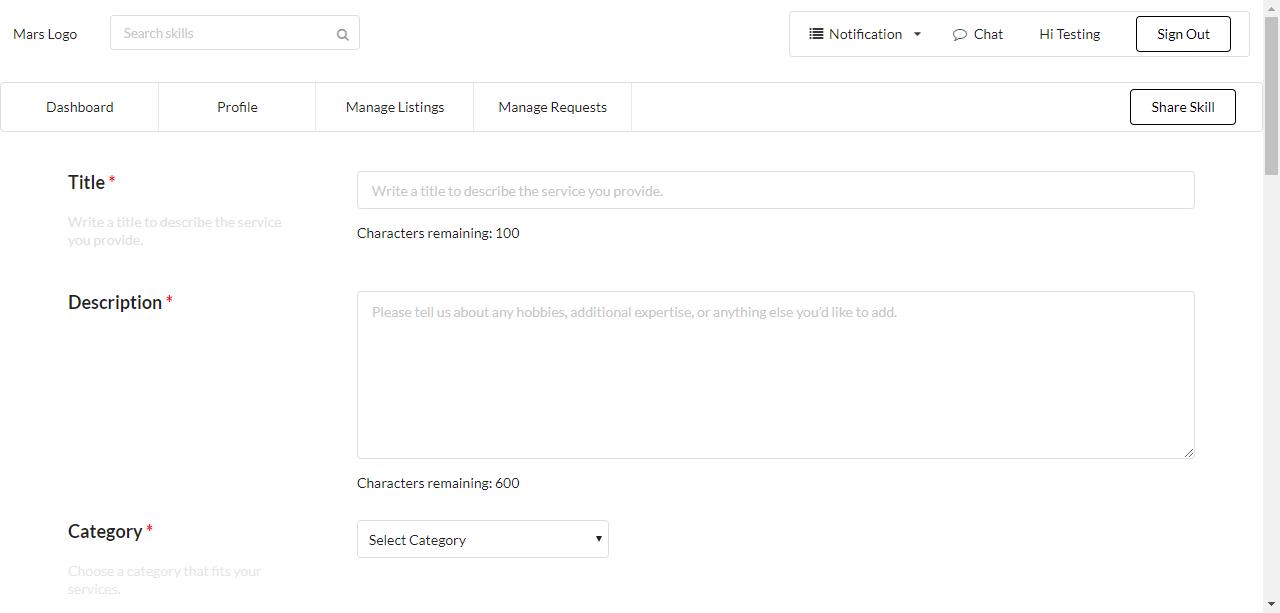 Mars Logo
Search skills
Notification
Chat
Hi Testing
Sign Out
Dashboard
Profile
Manage Listings
Manage Requests
Share Skill
Title *
Write a title to describe the service
you provide.
Write a title to describe the service you provide.
Characters remaining: 100
Description *
Please tell us about any hobbies, additional expertise, or anything else you'd like to add.
Characters remaining: 600
Category *
Choose a category that fits your
services.
Select Category